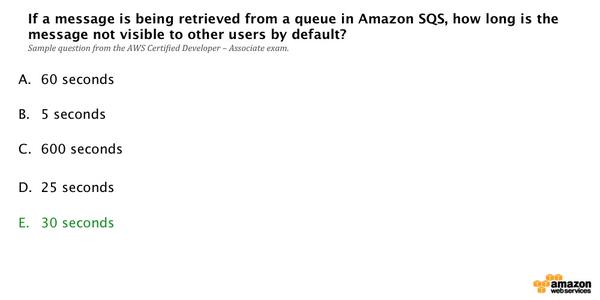 If a message is being retrieved from a queue in Amazon SQS, how long is the
message not visible to other users by default?
Sample question from the AWS Certified Developer – Associate exam.
A. 60 seconds
B. 5 seconds
C. 600 seconds
D. 25 seconds
E. 30 seconds
amazon
webservices